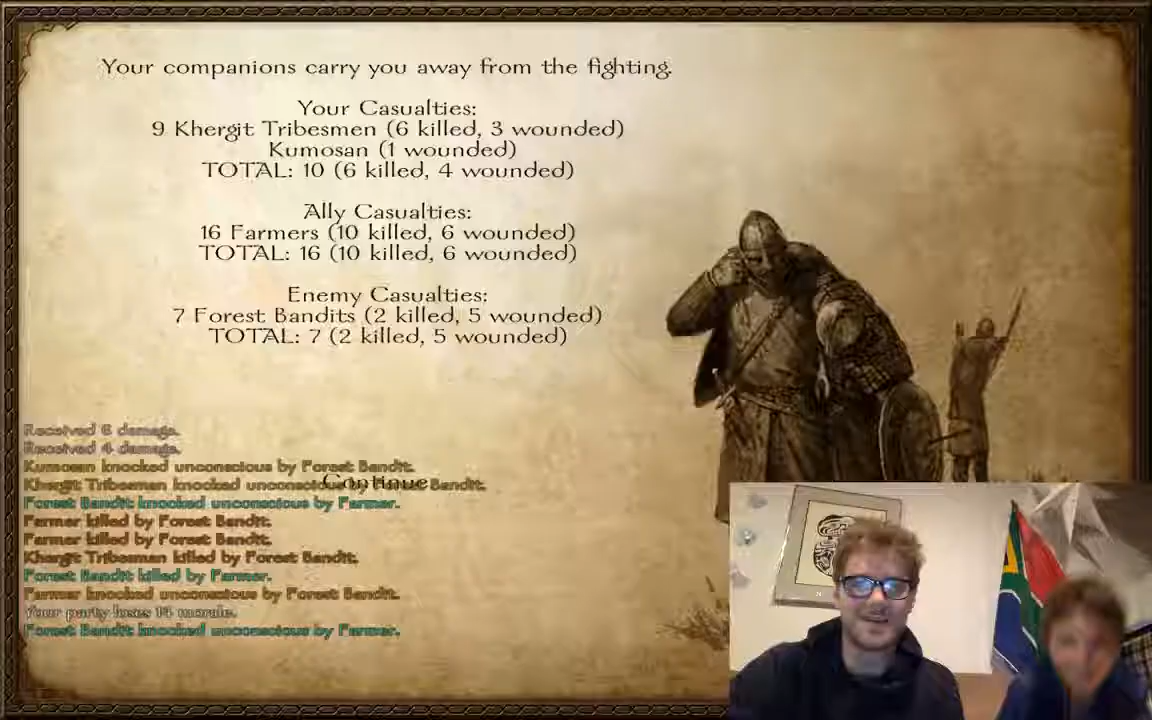 Your companions carry you away from the fighting.
Your Casualties:
9 Khergit Tribesmen (6 killed, 3 wounded)
Kumosan (1 wounded)
TOTAL: 10 (6 killed, 4 wounded)
Ally Casualties:
16 Farmers (10 killed, 6 wounded)
TOTAL: 16 (10 killed, 6 wounded)
Enemy Casualties:
7 Forest Bandits (2 killed, 5 wounded)
TOTAL: 7 (2 killed, 5 wounded)
Received 6 damage.
Received 4 damage.
Kumosan knocked unconscious by Forest Bandit.
Khergit Tribesman knocked unconscious by Forest Bandit.
Continue
Forest Bandit knocked unconscious by Farmer.
Farmer killed by Forest Bandit.
Farmer killed by Forest Bandit.
Khergit Tribesman killed by Forest Bandit.
Forest Bandit killed by Farmer.
Farmer knocked unconscious by Forest Bandit.
Your party loses 14 morale.
Forest Bandit knocked unconscious by Farmer.